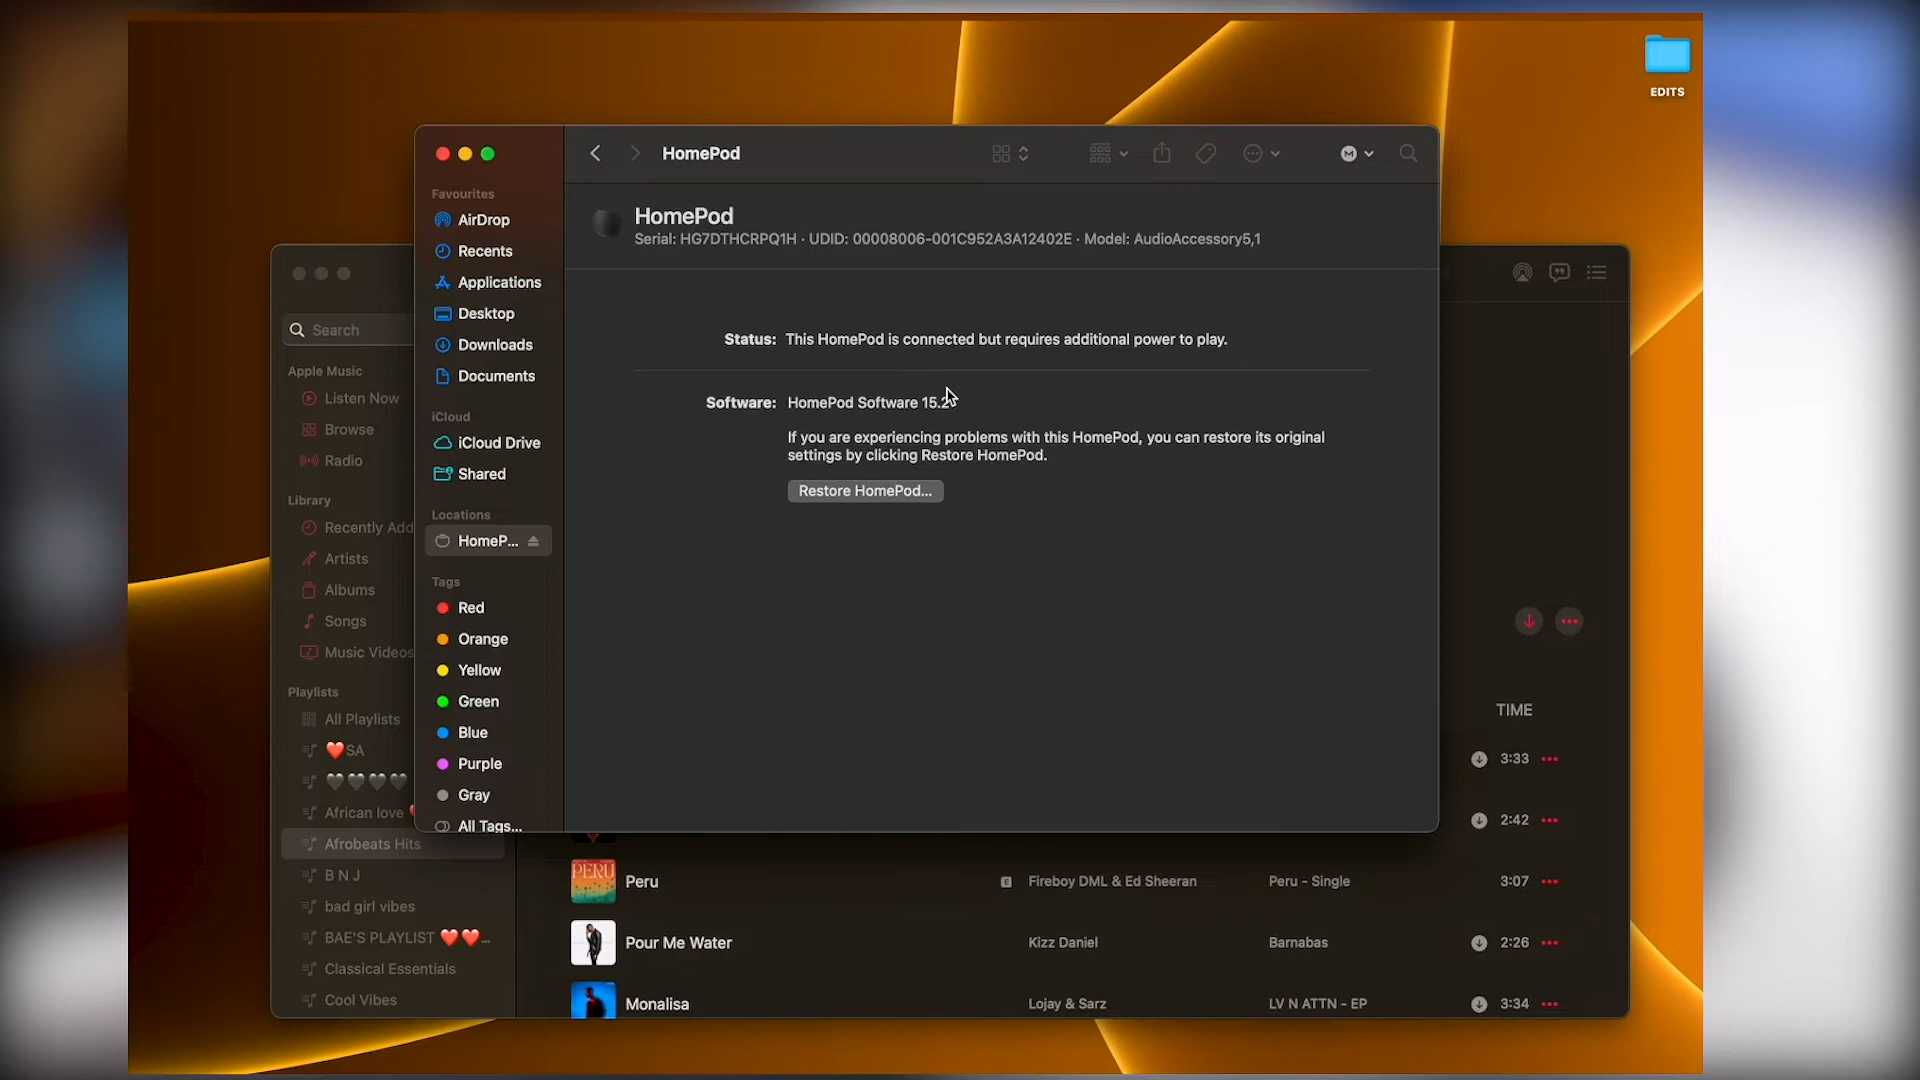 EDITS
HomePod
Favourites
AirDrop
Recents
Applications
Desktop
Downloads
Documents
iCloud
iCloud Drive
Shared
Locations
HomeP...
Tags
Red
Orange
Yellow
Green
Blue
Purple
Gray
All Tags...
M
HomePod
Serial: HG7DTHCRPQ1H · UDID: 00008006-001C952A3A12402E · Model: AudioAccessory5,1
Status: This HomePod is connected but requires additional power to play.
Software: HomePod Software 15.2
If you are experiencing problems with this HomePod, you can restore its original
settings by clicking Restore HomePod.
Restore HomePod...
Search
Apple Music
Listen Now
Browse
Radio
Library
Recently Add
Artists
Albums
Songs
Music Videos
Playlists
All Playlists
❤️SA
🖤🖤🖤🖤
African love
Afrobeats Hits
B N J
bad girl vibes
BAE'S PLAYLIST ❤️❤️...
Classical Essentials
Cool Vibes
TIME
3:33
2:42
PERU
Peru E Fireboy DML & Ed Sheeran Peru - Single 3:07
Pour Me Water Kizz Daniel Barnabas 2:26
Monalisa Lojay & Sarz LV N ATTN - EP 3:34